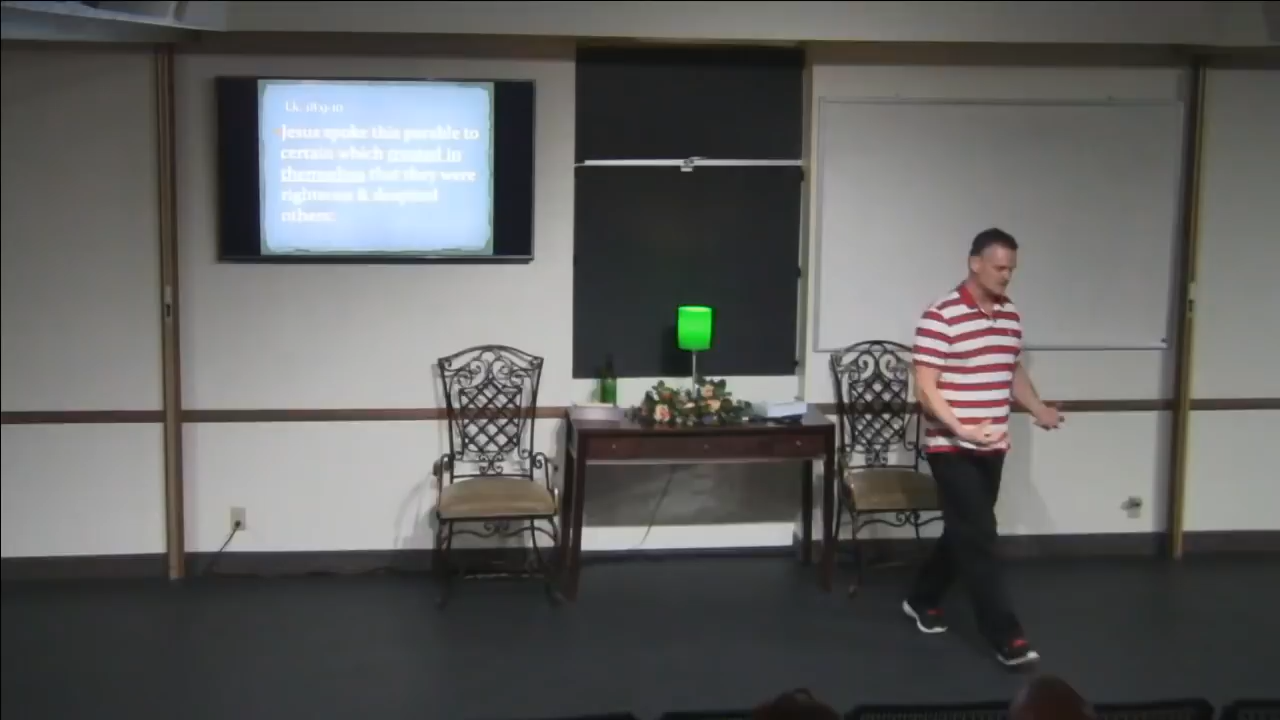 Lk. 18:9-10
Jesus spoke this parable to
certain which trusted in
themselves that they were
righteous & despised
others: